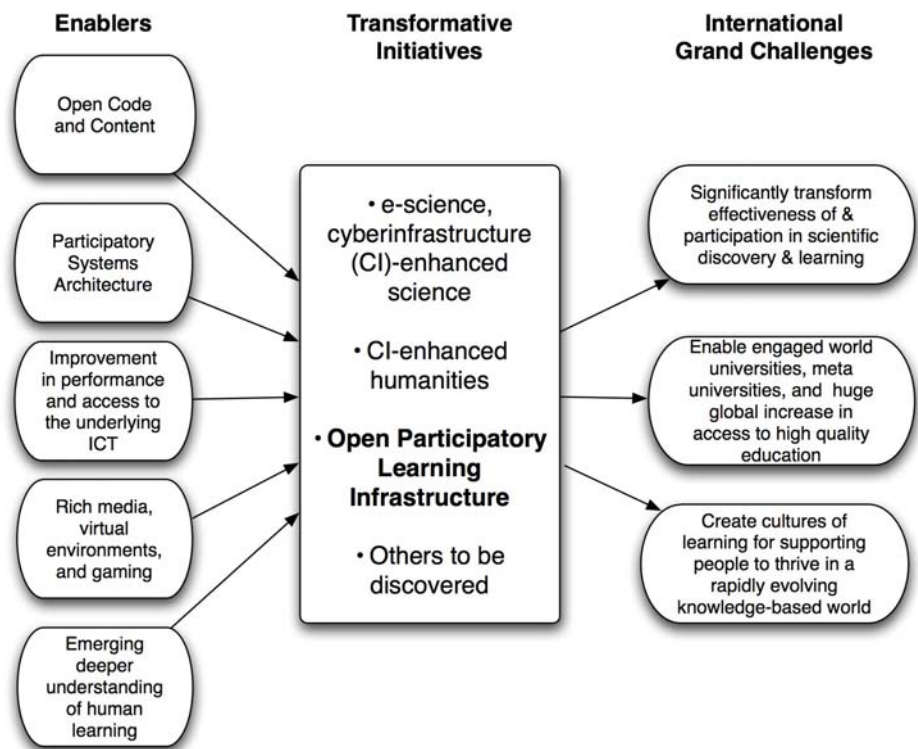 Enablers
Open Code
and Content
Participatory
Systems
Architecture
Improvement
in performance
and access to
the underlying
ICT
Rich media,
virtual
environments,
and gaming
Emerging
deeper
understanding
of human
learning
Transformative
Initiatives
• e-science,
cyberinfrastructure
(CI)-enhanced
science
• CI-enhanced
humanities
• Open Participatory
Learning
Infrastructure
• Others to be
discovered
International
Grand Challenges
Significantly transform
effectiveness of &
participation in scientific
discovery & learning
Enable engaged world
universities, meta
universities, and huge
global increase in
access to high quality
education
Create cultures of
learning for supporting
people to thrive in a
rapidly evolving
knowledge-based world